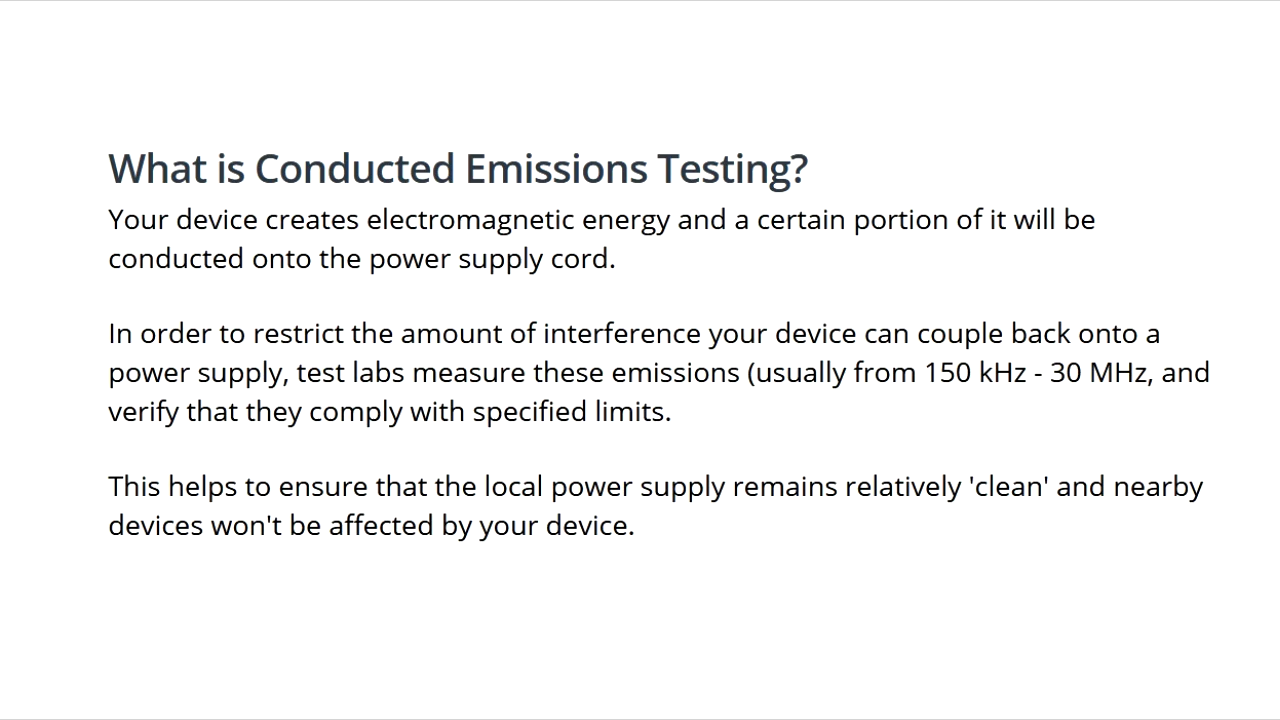 What is Conducted Emissions Testing?
Your device creates electromagnetic energy and a certain portion of it will be
conducted onto the power supply cord.
In order to restrict the amount of interference your device can couple back onto a
power supply, test labs measure these emissions (usually from 150 kHz - 30 MHz, and
verify that they comply with specified limits.
This helps to ensure that the local power supply remains relatively 'clean' and nearby
devices won't be affected by your device.